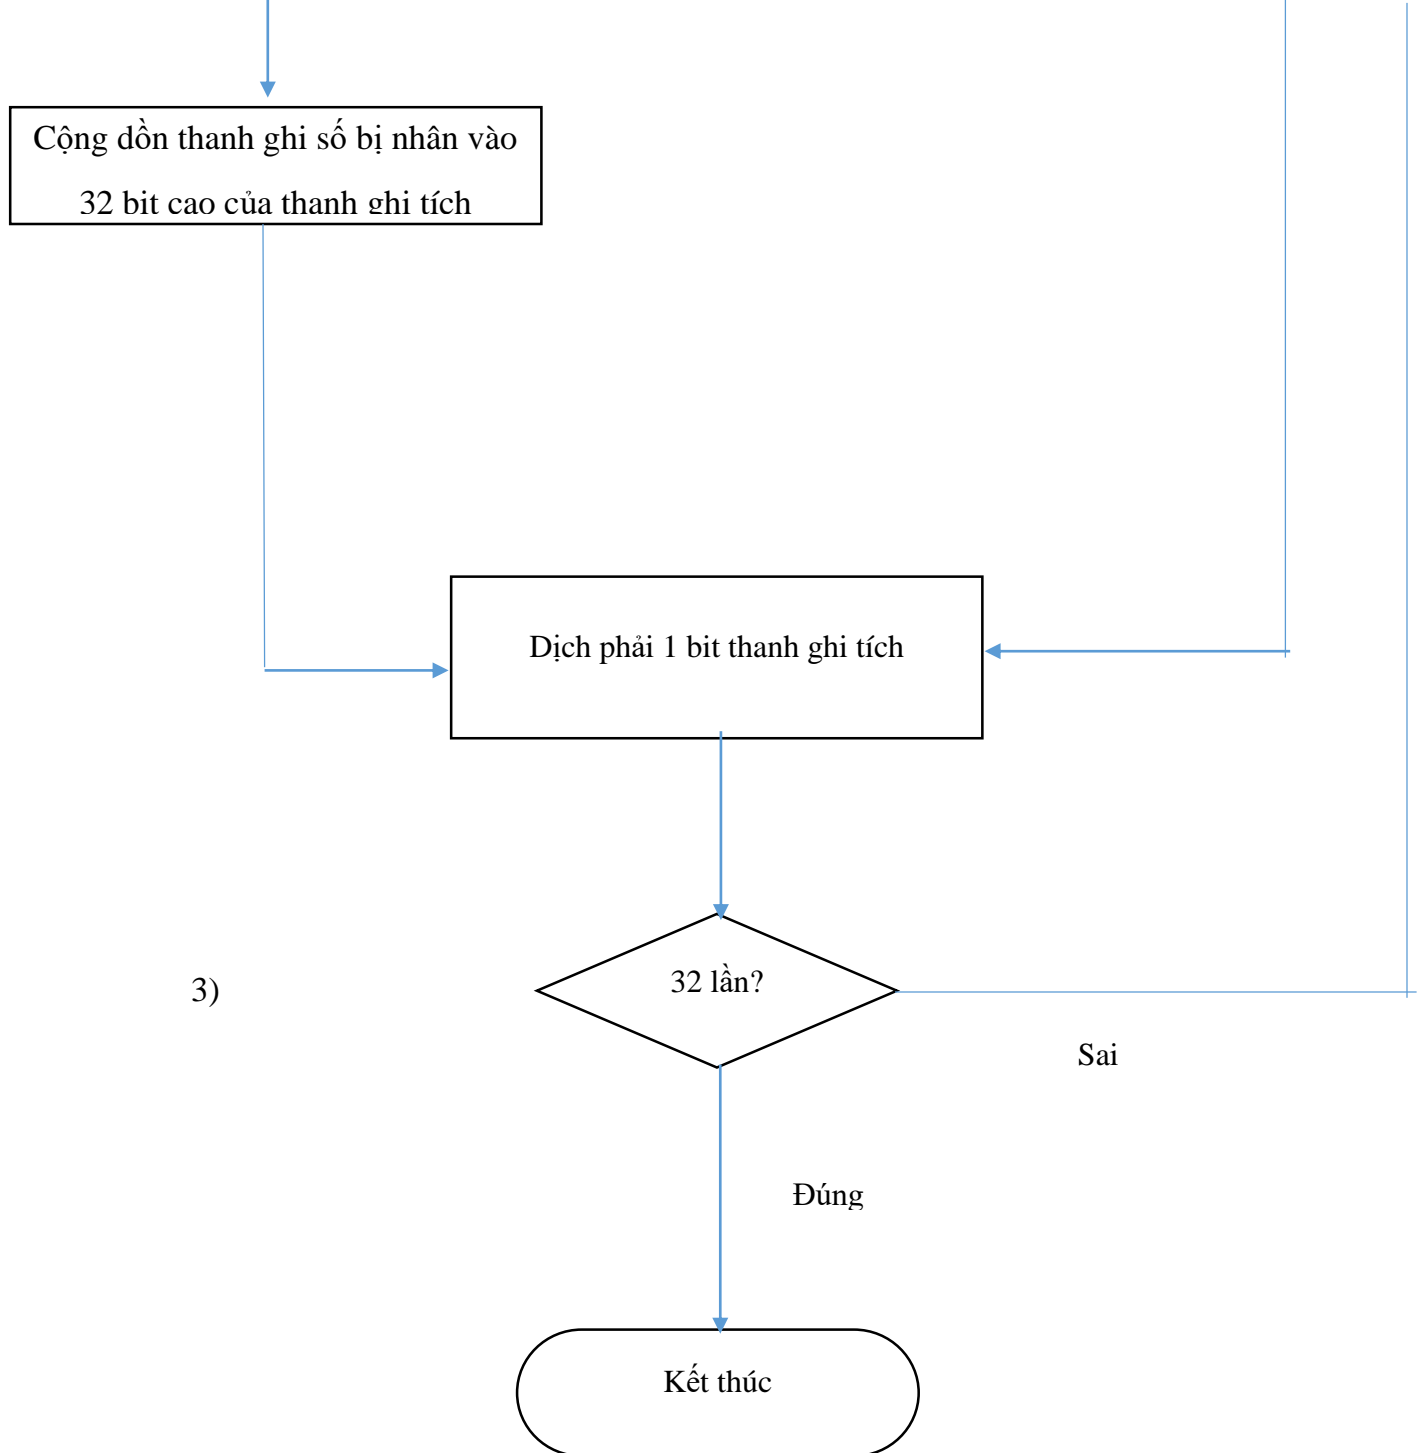 Cộng dồn thanh ghi số bị nhân vào
32 bit cao của thanh ghi tích
Dịch phải 1 bit thanh ghi tích
3)
32 lần?
Sai
Đúng
Kết thúc